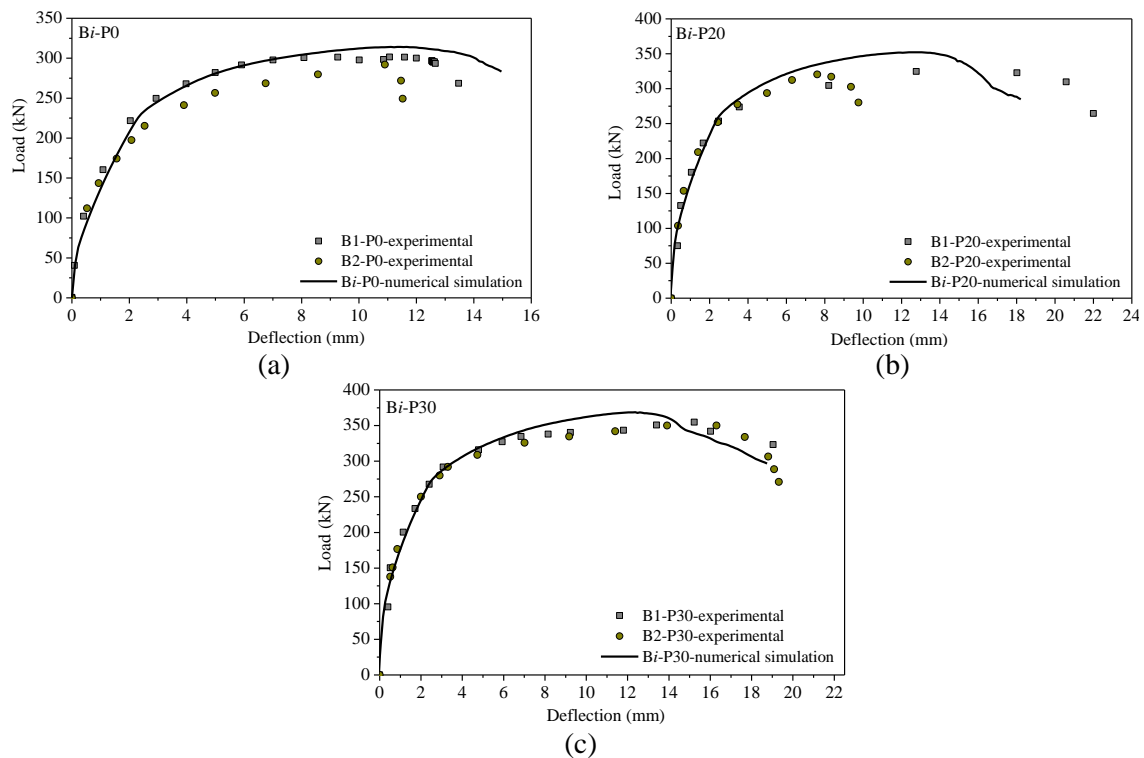 Bi-P0
350
300
250
200
150
100
50
0
Load (kN)
B1-P0-experimental
B2-P0-experimental
Bi-P0-numerical simulation
0 2 4 6 8 10 12 14 16
Deflection (mm)
(a)
Bi-P20
400
350
300
250
200
150
100
50
0
Load (kN)
B1-P20-experimental
B2-P20-experimental
Bi-P20-numerical simulation
0 2 4 6 8 10 12 14 16 18 20 22 24
Deflection (mm)
(b)
Bi-P30
400
350
300
250
200
150
100
50
0
Load (kN)
B1-P30-experimental
B2-P30-experimental
Bi-P30-numerical simulation
0 2 4 6 8 10 12 14 16 18 20 22
Deflection (mm)
(c)